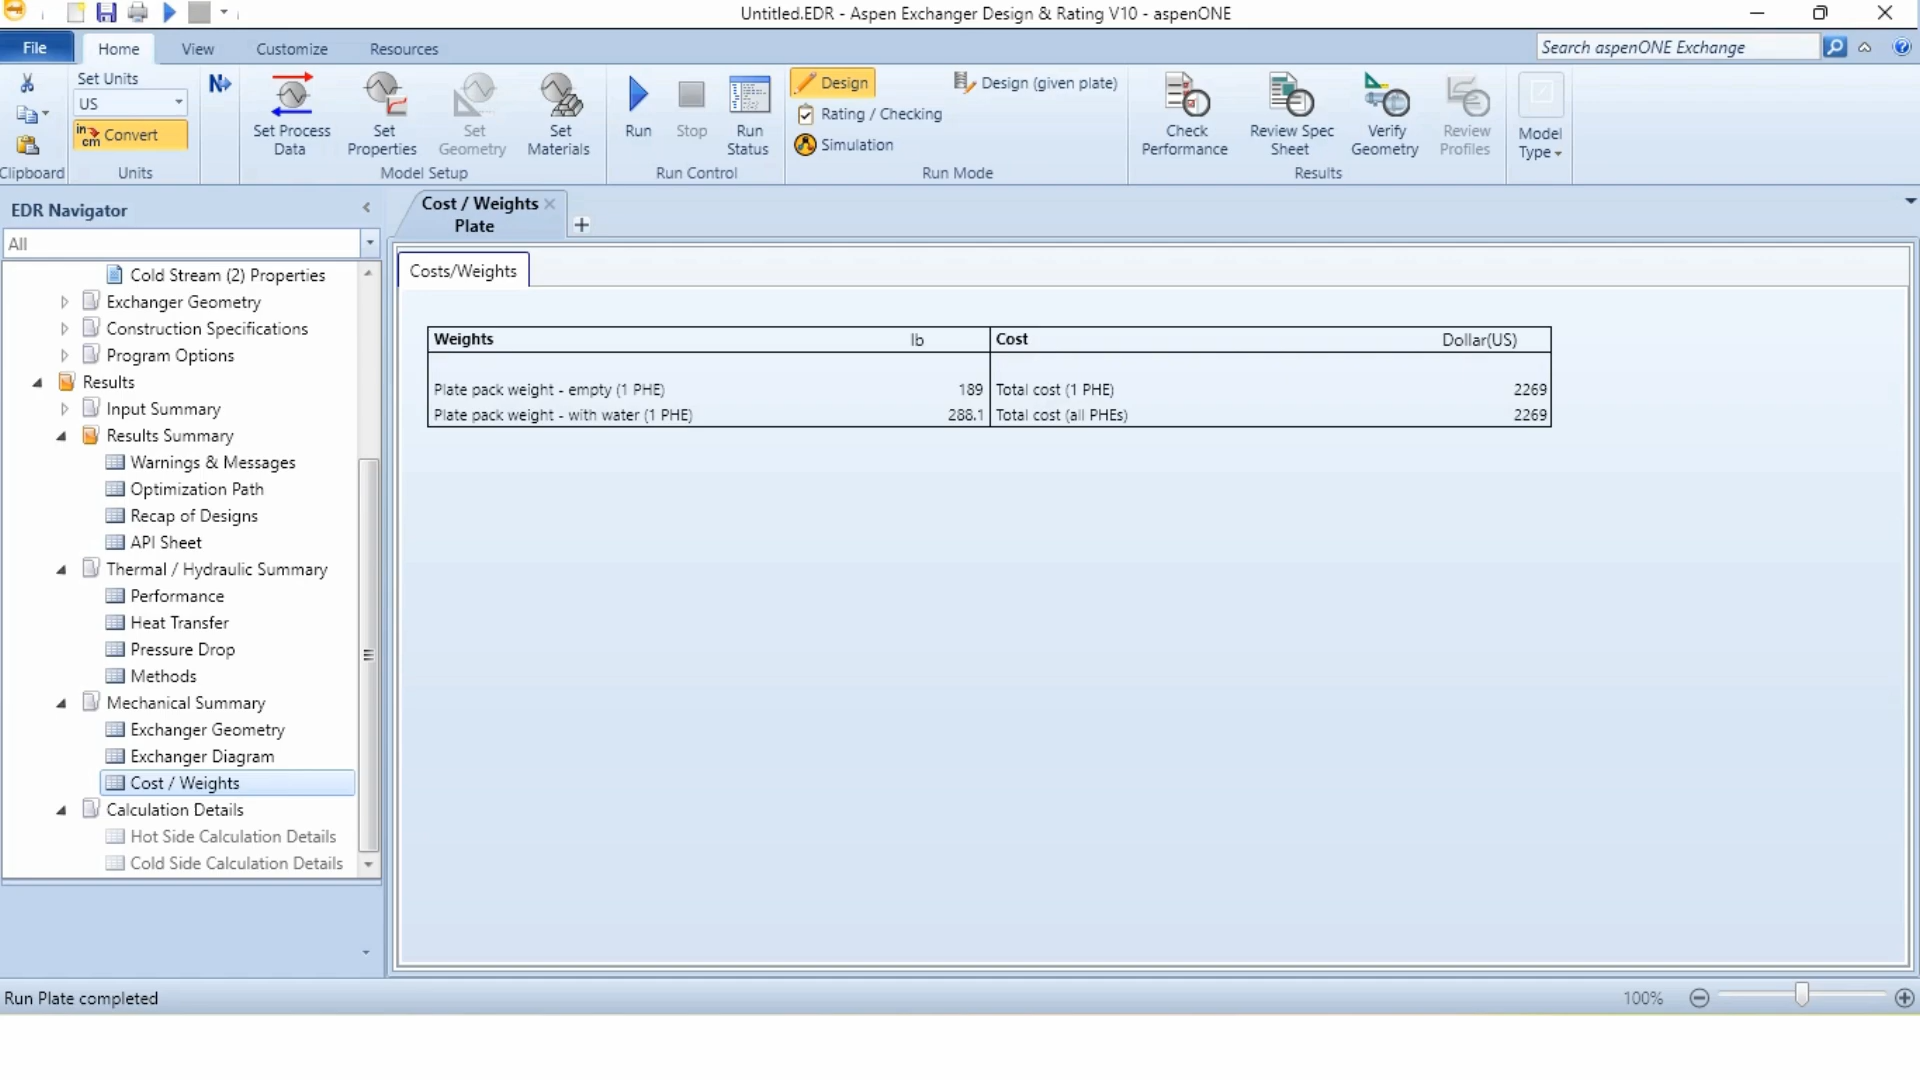 Untitled.EDR - Aspen Exchanger Design & Rating V10 - aspenONE
File
Home
View
Customize
Resources
Search aspenONE Exchange
Set Units
US
in cm Convert
Clipboard
Units
Set Process Data
Set Properties
Set Geometry
Set Materials
Model Setup
Run
Stop
Run Status
Run Control
Design
Rating / Checking
Simulation
Design (given plate)
Run Mode
Check Performance
Review Spec Sheet
Verify Geometry
Review Profiles
Results
Model Type
EDR Navigator
All
Cold Stream (2) Properties
Exchanger Geometry
Construction Specifications
Program Options
Results
Input Summary
Results Summary
Warnings & Messages
Optimization Path
Recap of Designs
API Sheet
Thermal / Hydraulic Summary
Performance
Heat Transfer
Pressure Drop
Methods
Mechanical Summary
Exchanger Geometry
Exchanger Diagram
Cost / Weights
Calculation Details
Hot Side Calculation Details
Cold Side Calculation Details
Cost / Weights
Plate
Costs/Weights
Weights lb Cost Dollar(US)
Plate pack weight - empty (1 PHE) 189 Total cost (1 PHE) 2269
Plate pack weight - with water (1 PHE) 288.1 Total cost (all PHEs) 2269
Run Plate completed
100%